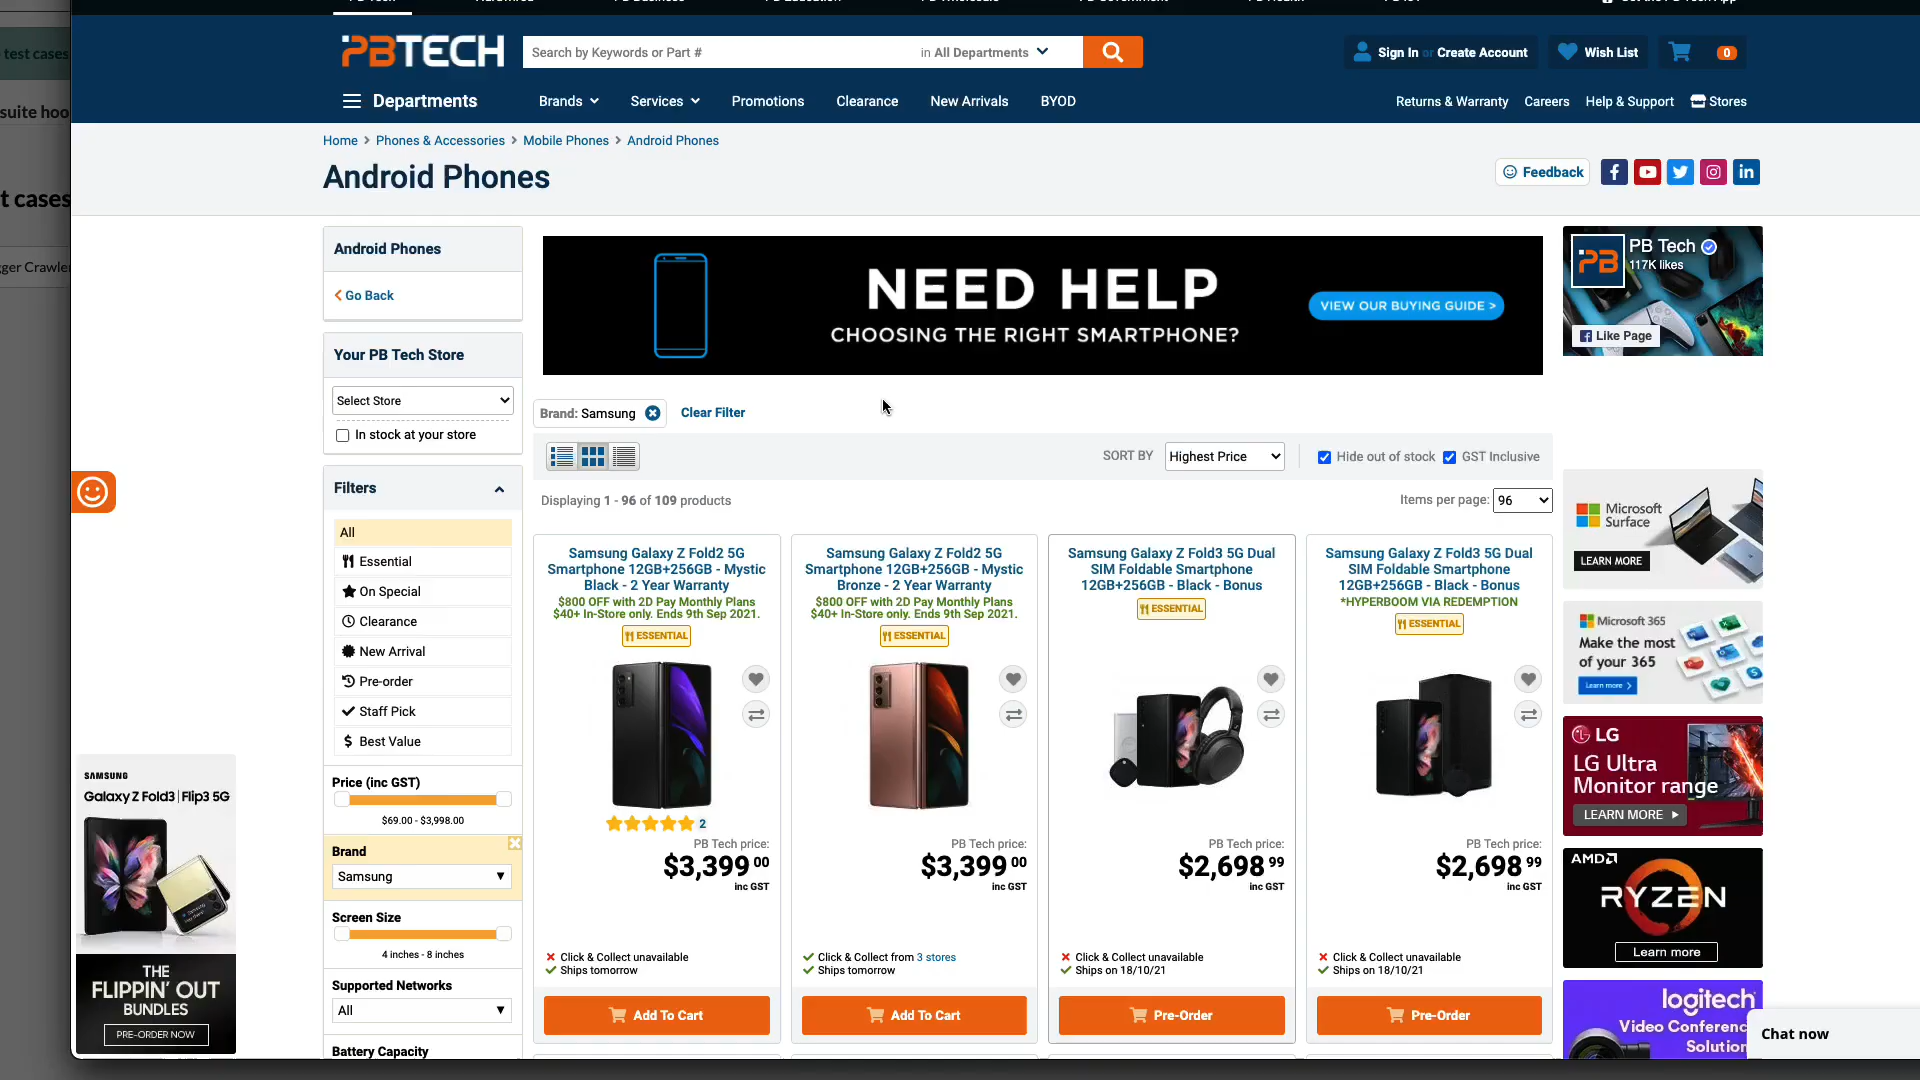 test cases
suite hoo
t cases
gger Crawler
PBTECH
Search by Keywords or Part #
in All Departments
Sign In or Create Account
Wish List
0
Departments
Brands
Services
Promotions
Clearance
New Arrivals
BYOD
Returns & Warranty
Careers
Help & Support
Stores
Home > Phones & Accessories > Mobile Phones > Android Phones
Android Phones
Feedback
Android Phones
Go Back
Your PB Tech Store
Select Store
In stock at your store
Filters
All
Essential
On Special
Clearance
New Arrival
Pre-order
Staff Pick
Best Value
Price (inc GST)
$69.00 - $3,998.00
Brand
Samsung
Screen Size
4 inches - 8 inches
Supported Networks
All
Battery Capacity
NEED HELP
CHOOSING THE RIGHT SMARTPHONE?
VIEW OUR BUYING GUIDE >
Brand: Samsung
Clear Filter
SORT BY
Highest Price
Hide out of stock
GST Inclusive
Displaying 1 - 96 of 109 products
Items per page: 96
Samsung Galaxy Z Fold2 5G
Smartphone 12GB+256GB - Mystic
Black - 2 Year Warranty
$800 OFF with 2D Pay Monthly Plans
$40+ In-Store only. Ends 9th Sep 2021.
ESSENTIAL
2
PB Tech price:
$3,399 00
inc GST
Click & Collect unavailable
Ships tomorrow
Add To Cart
Samsung Galaxy Z Fold2 5G
Smartphone 12GB+256GB - Mystic
Bronze - 2 Year Warranty
$800 OFF with 2D Pay Monthly Plans
$40+ In-Store only. Ends 9th Sep 2021.
ESSENTIAL
PB Tech price:
$3,399 00
inc GST
Click & Collect from 3 stores
Ships tomorrow
Add To Cart
Samsung Galaxy Z Fold3 5G Dual
SIM Foldable Smartphone
12GB+256GB - Black - Bonus
ESSENTIAL
PB Tech price:
$2,698 99
inc GST
Click & Collect unavailable
Ships on 18/10/21
Pre-Order
Samsung Galaxy Z Fold3 5G Dual
SIM Foldable Smartphone
12GB+256GB - Black - Bonus
*HYPERBOOM VIA REDEMPTION
ESSENTIAL
PB Tech price:
$2,698 99
inc GST
Click & Collect unavailable
Ships on 18/10/21
Pre-Order
PB Tech
117K likes
Like Page
Microsoft
Surface
LEARN MORE
Microsoft 365
Make the most
of your 365
Learn more >
LG
LG Ultra
Monitor range
LEARN MORE
AMD
RYZEN
Learn more
logitech
Video Conferenc
Solution
Chat now
SAMSUNG
Galaxy Z Fold3 | Flip3 5G
THE
FLIPPIN' OUT
BUNDLES
PRE-ORDER NOW